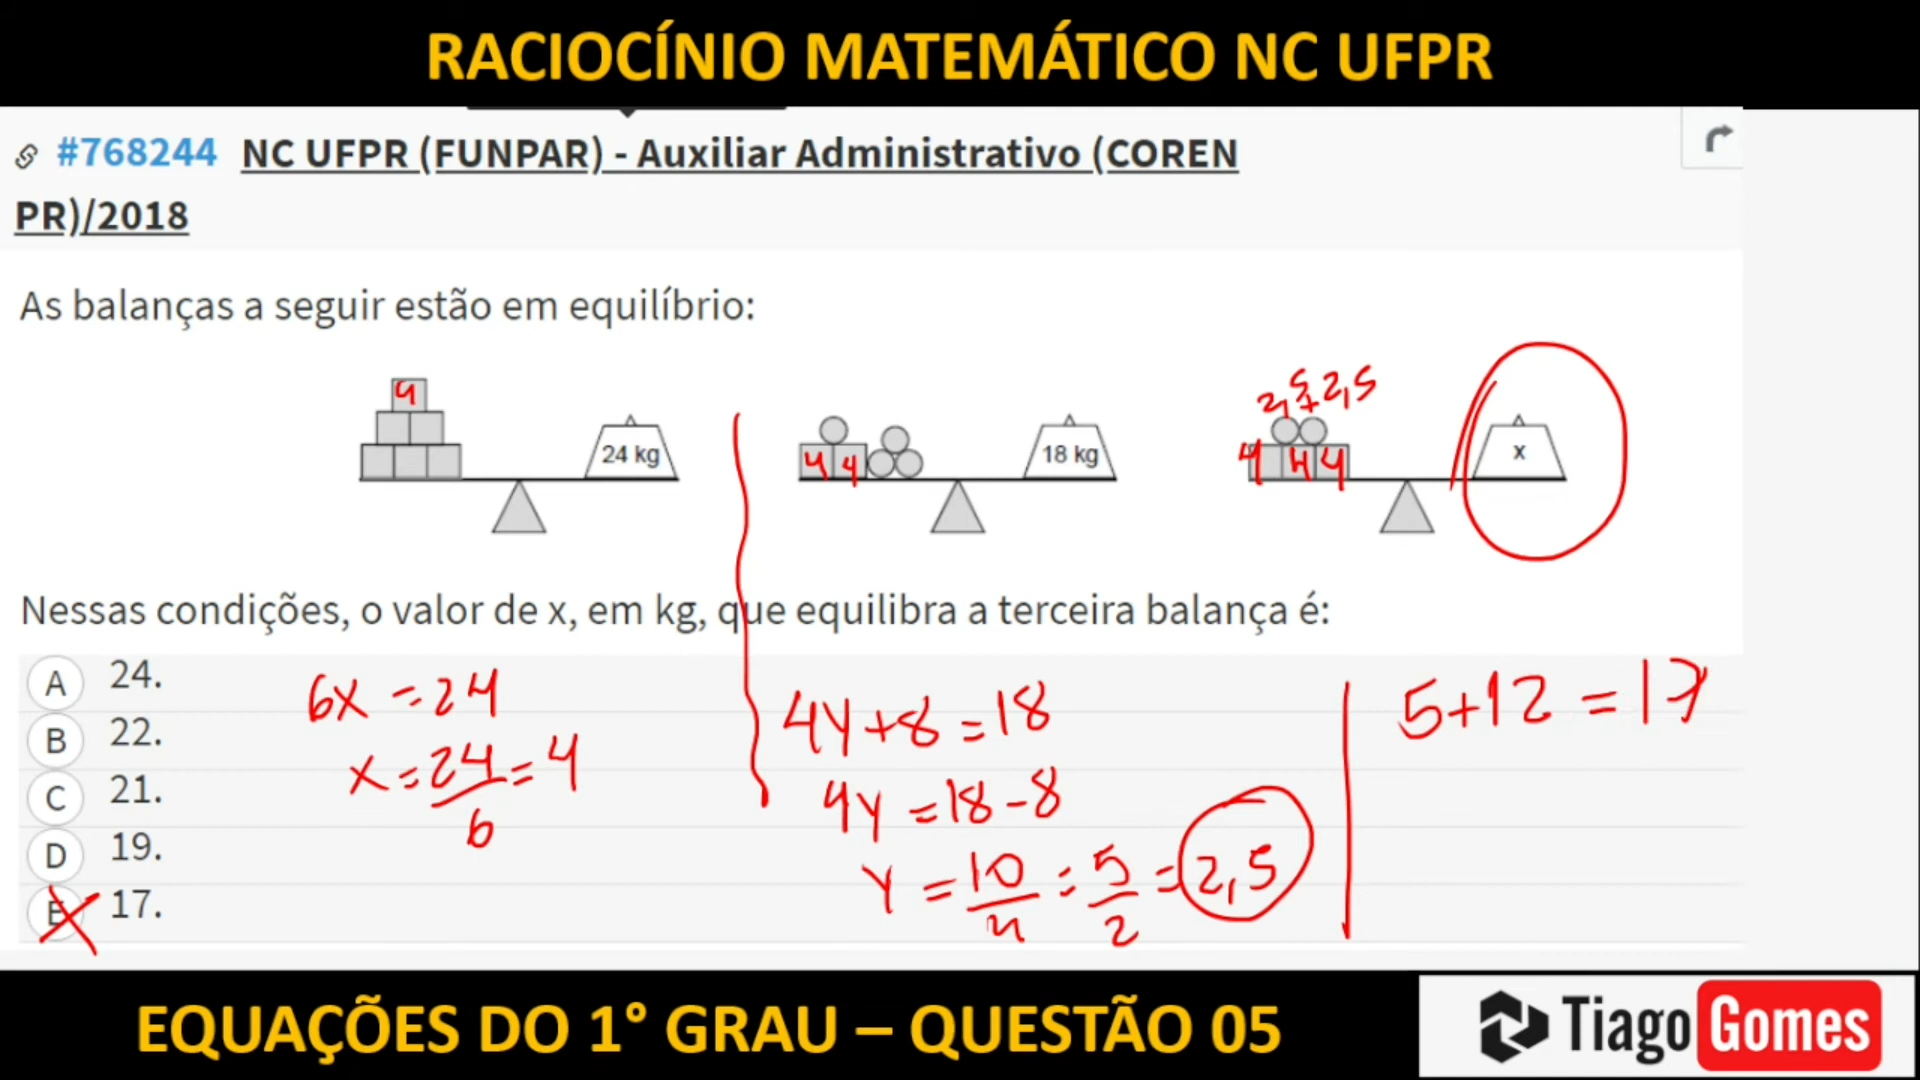 RACIOCÍNIO MATEMÁTICO NC UFPR
#768244 NC UFPR (FUNPAR) - Auxiliar Administrativo (COREN
PR)/2018
As balanças a seguir estão em equilíbrio:
4
24 kg
4 4
18 kg
2,5+2,5
4 4 4
x
Nessas condições, o valor de x, em kg, que equilibra a terceira balança é:
A 24.
B 22.
C 21.
D 19.
E 17.
6x = 24
x = 24/6 = 4
4y+8 = 18
4y = 18-8
y = 10/4 = 5/2 = 2,5
5+12 = 17
EQUAÇÕES DO 1° GRAU – QUESTÃO 05
Tiago Gomes